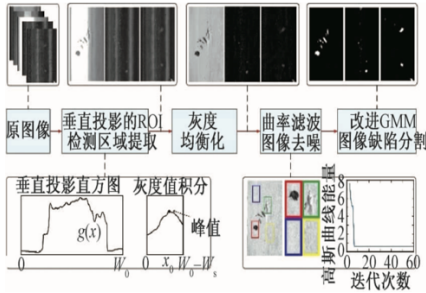 原图像
垂直投影的ROI
检测区域提取
灰度
均衡化
曲率滤波
图像去噪
改进GMM
图像缺陷分割
垂直投影直方图
g(x)
0
W₀
灰度值积分
峰值
0
x₀
W₀-Wₛ
高斯曲线能量
8
6
4
2
0
20
40
60
迭代次数